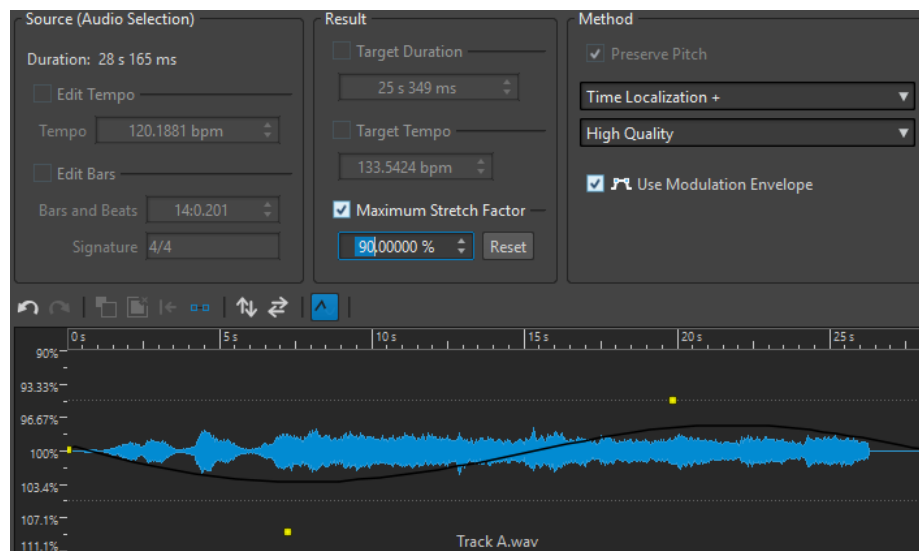 Source (Audio Selection)
Duration: 28 s 165 ms
Edit Tempo
Tempo 120.1881 bpm
Edit Bars
Bars and Beats 14:0.201
Signature 4/4
Result
Target Duration
25 s 349 ms
Target Tempo
133.5424 bpm
Maximum Stretch Factor
90.00000 % Reset
Method
Preserve Pitch
Time Localization +
High Quality
Use Modulation Envelope
0 s 5 s 10 s 15 s 20 s 25 s
90%
93.33%
96.67%
100%
103.4%
107.1%
111.1%
Track A.wav